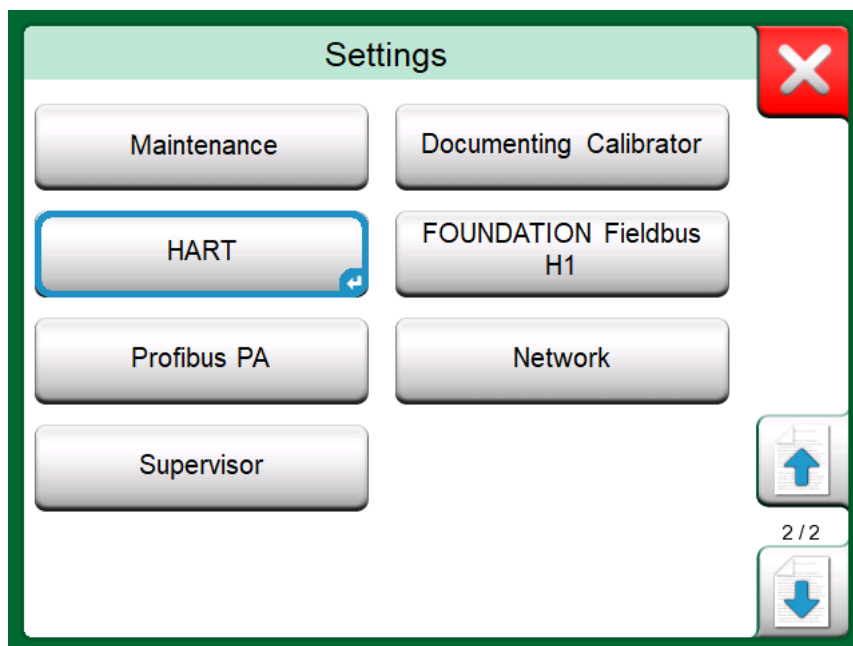 Settings
Maintenance
Documenting Calibrator
HART
FOUNDATION Fieldbus
H1
Profibus PA
Network
Supervisor
2/2